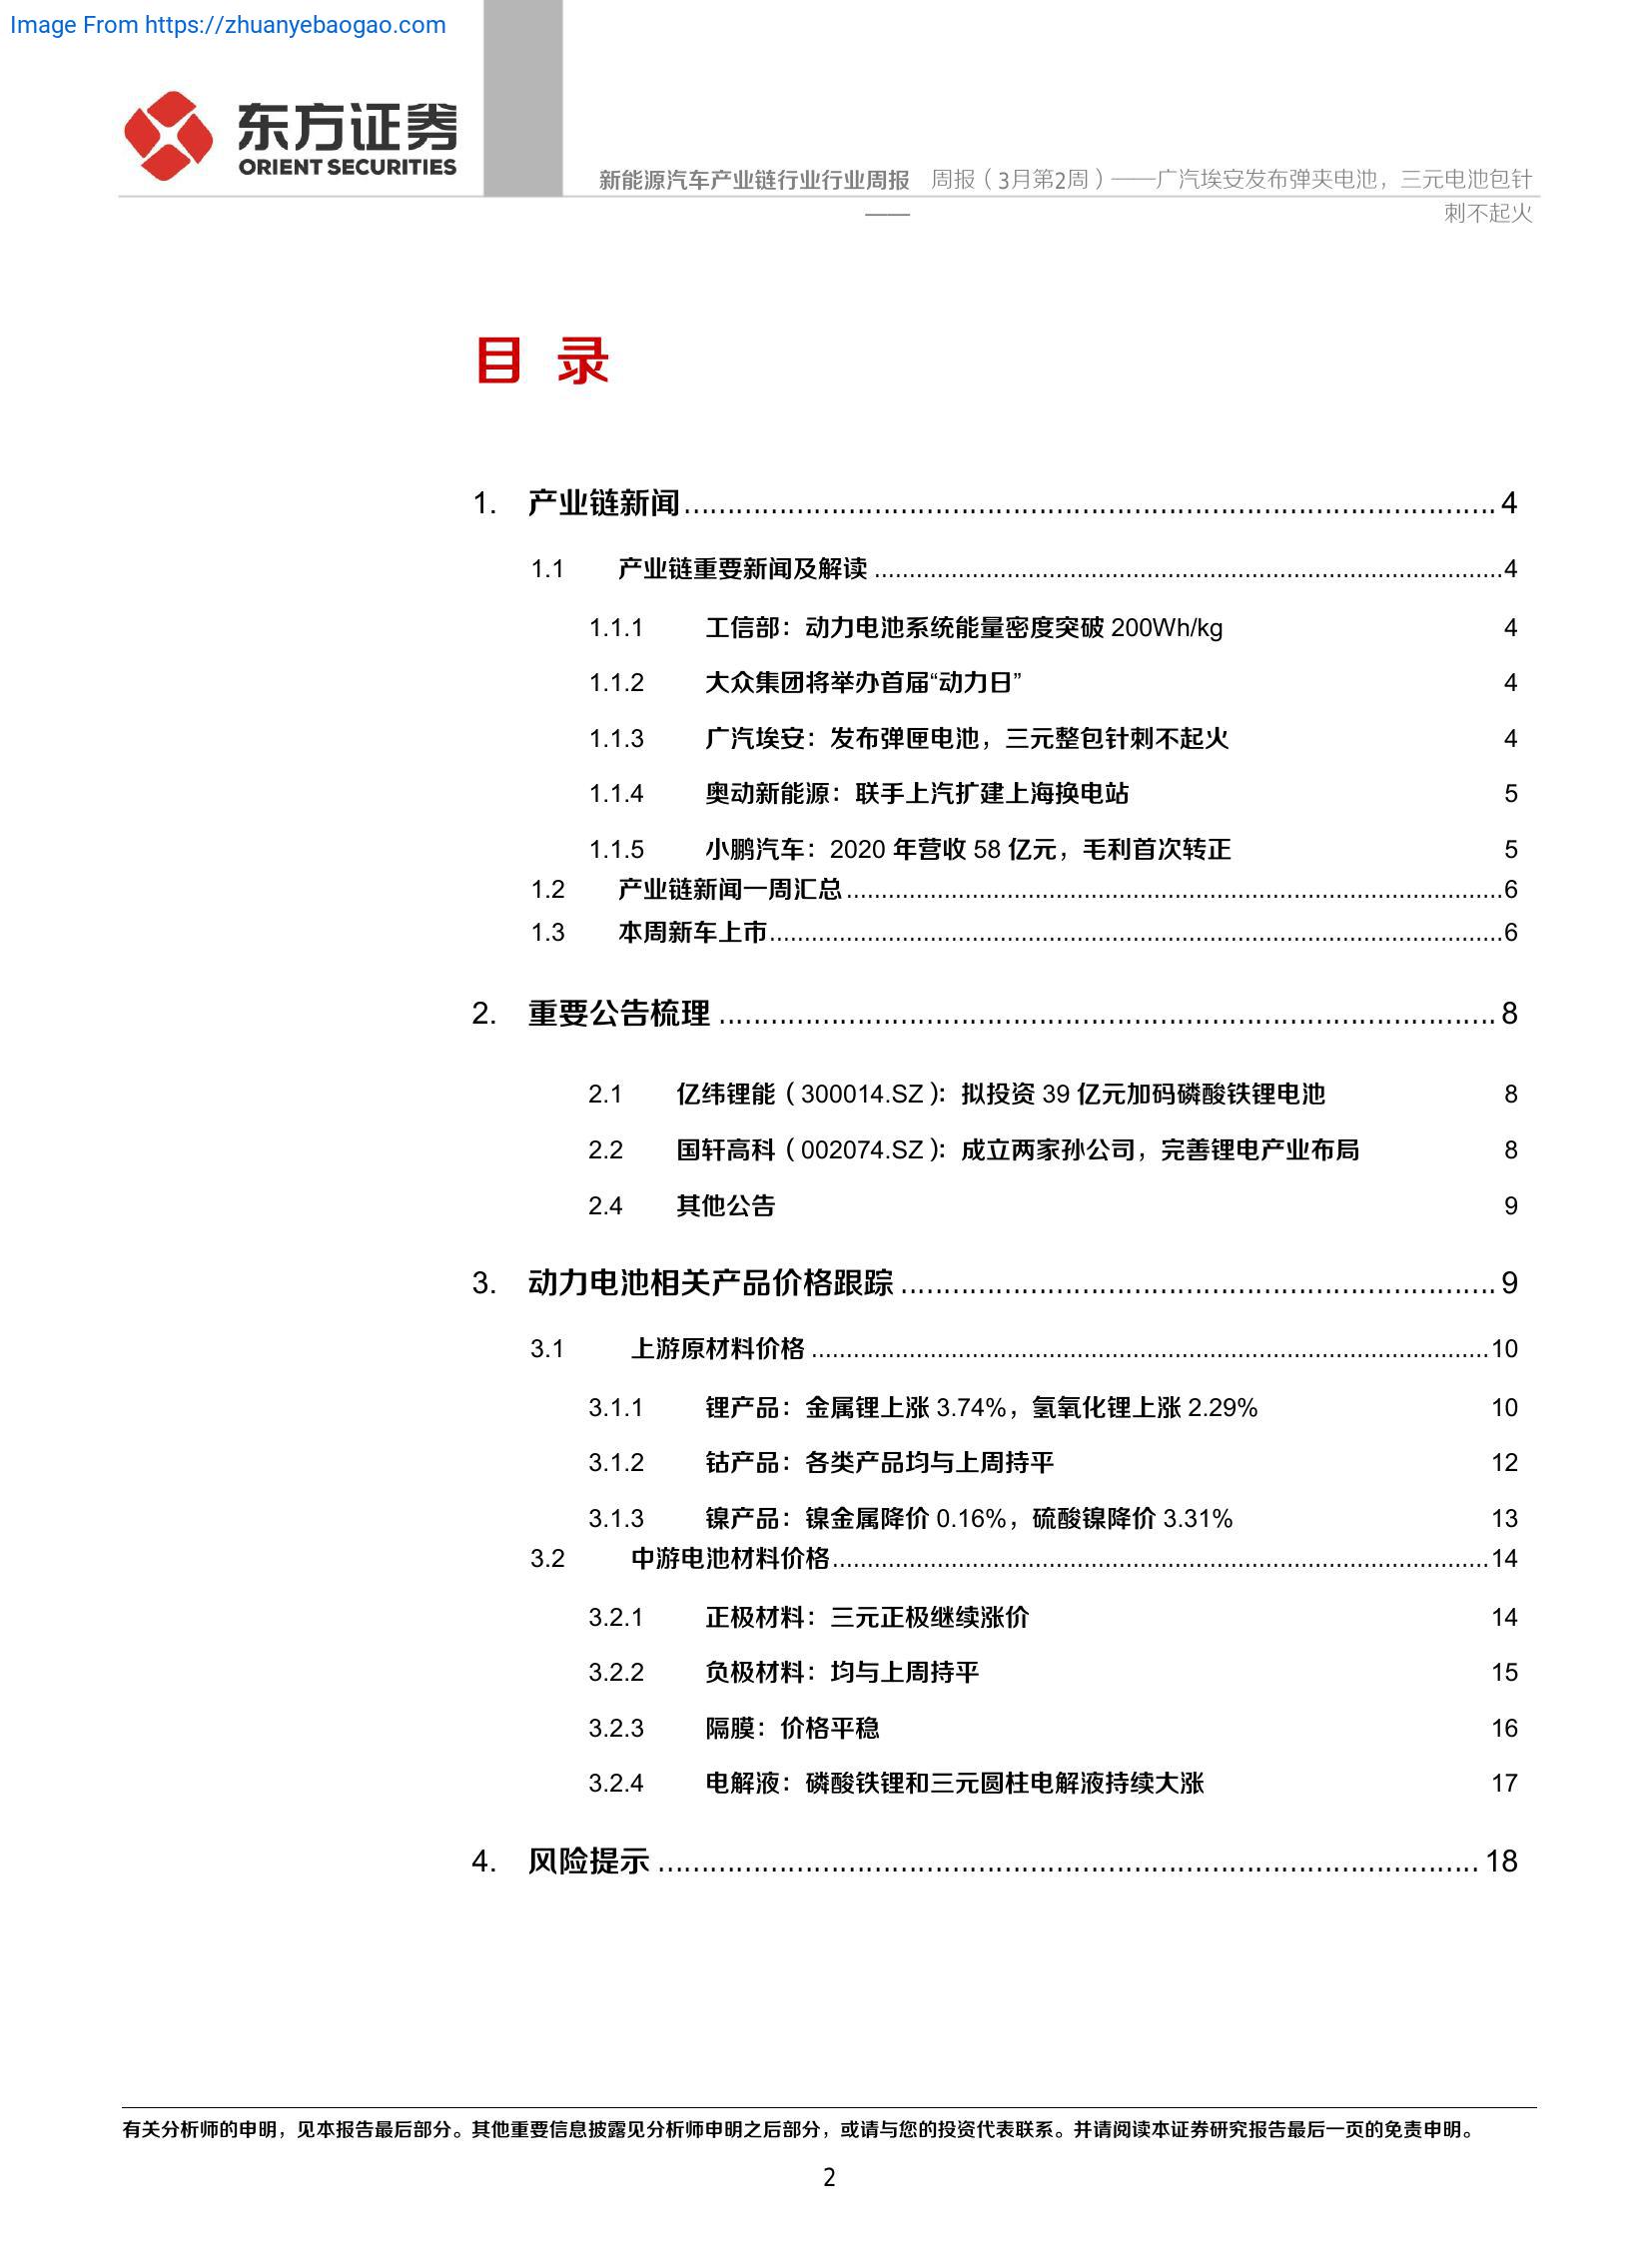 Image From https://zhuanyebaogao.com
东方证券
ORIENT SECURITIES
新能源汽车产业链行业行业周报 周报（3月第2周）——广汽埃安发布弹夹电池，三元电池包针
—— 刺不起火
目 录
1. 产业链新闻 4
1.1 产业链重要新闻及解读 4
1.1.1 工信部：动力电池系统能量密度突破 200Wh/kg 4
1.1.2 大众集团将举办首届“动力日” 4
1.1.3 广汽埃安：发布弹匣电池，三元整包针刺不起火 4
1.1.4 奥动新能源：联手上汽扩建上海换电站 5
1.1.5 小鹏汽车：2020 年营收 58 亿元，毛利首次转正 5
1.2 产业链新闻一周汇总 6
1.3 本周新车上市 6
2. 重要公告梳理 8
2.1 亿纬锂能（300014.SZ）：拟投资 39 亿元加码磷酸铁锂电池 8
2.2 国轩高科（002074.SZ）：成立两家孙公司，完善锂电产业布局 8
2.4 其他公告 9
3. 动力电池相关产品价格跟踪 9
3.1 上游原材料价格 10
3.1.1 锂产品：金属锂上涨 3.74%，氢氧化锂上涨 2.29% 10
3.1.2 钴产品：各类产品均与上周持平 12
3.1.3 镍产品：镍金属降价 0.16%，硫酸镍降价 3.31% 13
3.2 中游电池材料价格 14
3.2.1 正极材料：三元正极继续涨价 14
3.2.2 负极材料：均与上周持平 15
3.2.3 隔膜：价格平稳 16
3.2.4 电解液：磷酸铁锂和三元圆柱电解液持续大涨 17
4. 风险提示 18
有关分析师的申明，见本报告最后部分。其他重要信息披露见分析师申明之后部分，或请与您的投资代表联系。并请阅读本证券研究报告最后一页的免责申明。
2